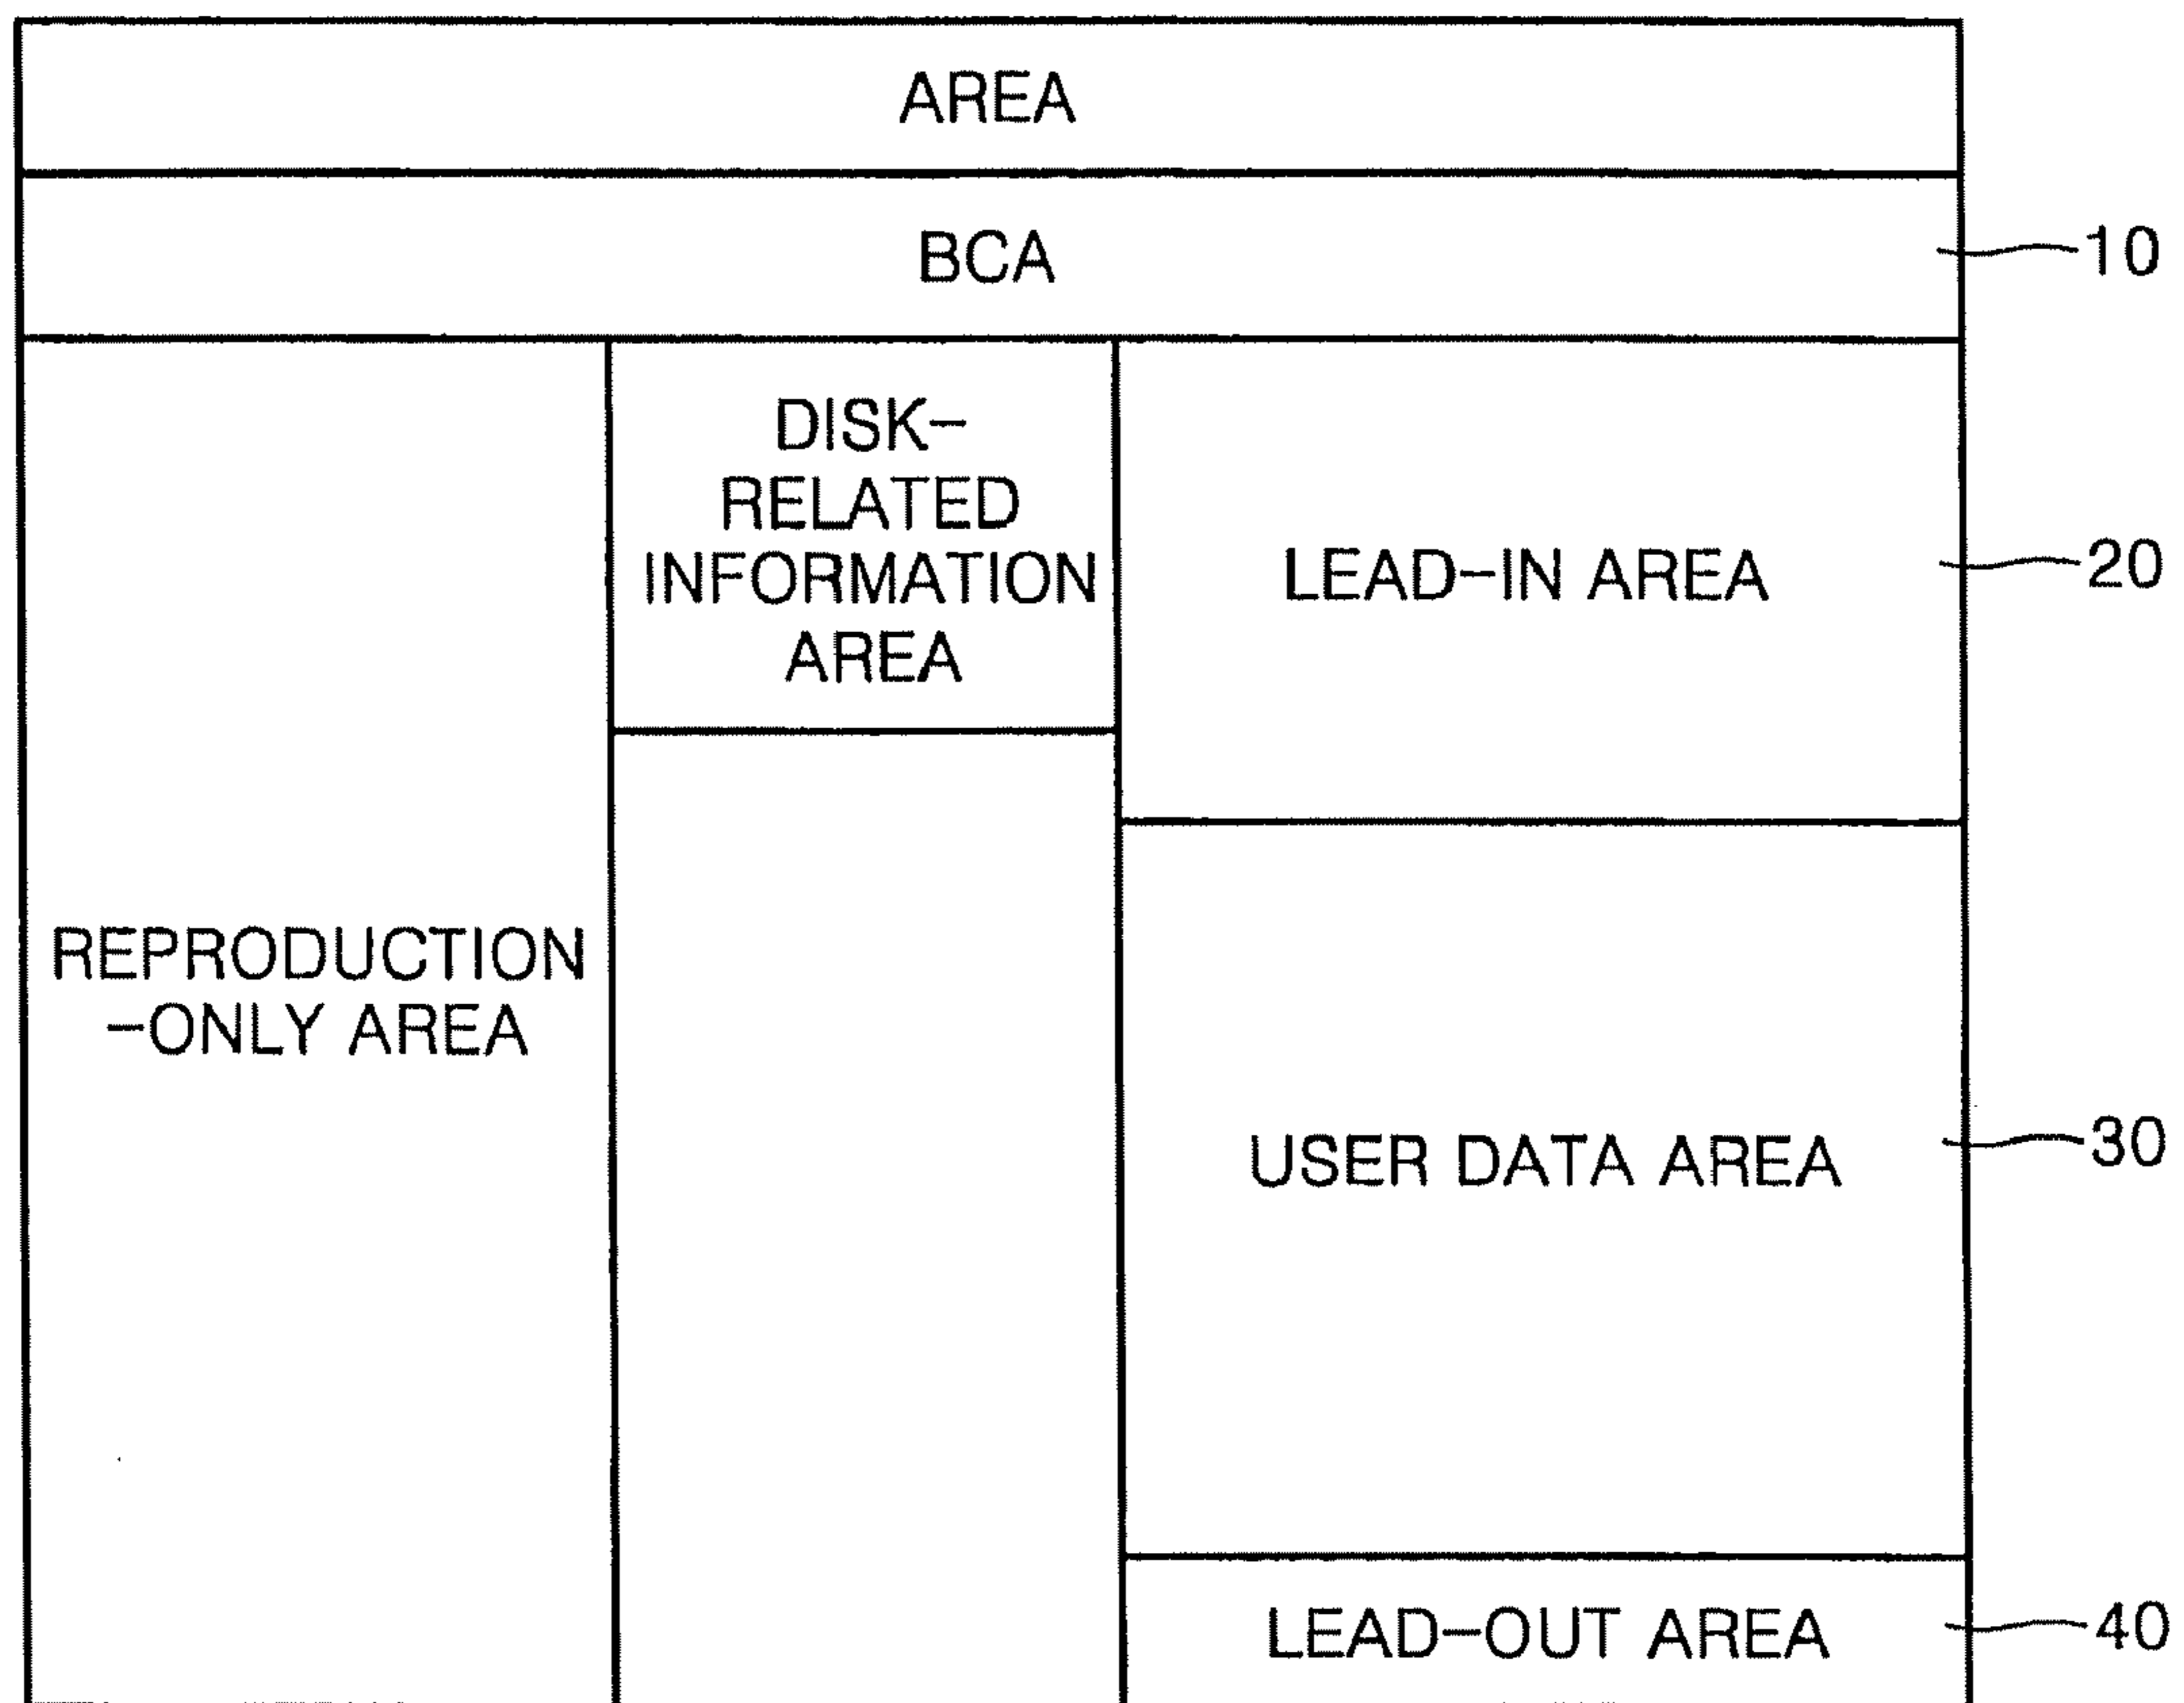 AREA
BCA
10
DISK-
RELATED
INFORMATION
AREA
LEAD-IN AREA
20
REPRODUCTION
-ONLY AREA
USER DATA AREA
30
LEAD-OUT AREA
40